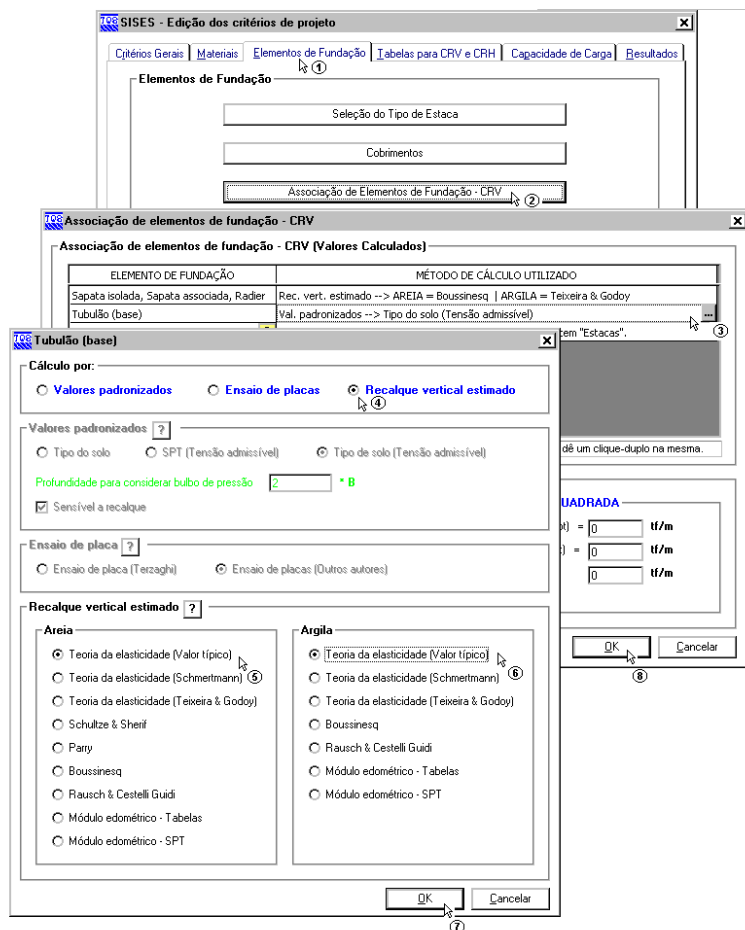 TQS SISES - Edição dos critérios de projeto
Critérios Gerais Materiais Elementos de Fundação Tabelas para CRV e CRH Capacidade de Carga Resultados
1
Elementos de Fundação
Seleção do Tipo de Estaca
Cobrimentos
Associação de Elementos de Fundação - CRV
2
TQS Associação de elementos de fundação - CRV
Associação de elementos de fundação - CRV (Valores Calculados)
ELEMENTO DE FUNDAÇÃO MÉTODO DE CÁLCULO UTILIZADO
Sapata isolada, Sapata associada, Radier Rec. vert. estimado --> AREIA = Boussinesq | ARGILA = Teixeira & Godoy
Tubulão (base) Val. padronizados --> Tipo do solo (Tensão admissível) ...
3
tem "Estacas".
dê um clique-duplo na mesma.
UADRADA
= 0 tf/m
= 0 tf/m
0 tf/m
OK Cancelar
8
TQS Tubulão (base)
Cálculo por:
Valores padronizados Ensaio de placas Recalque vertical estimado
4
Valores padronizados ?
Tipo do solo SPT (Tensão admissível) Tipo de solo (Tensão admissível)
Profundidade para considerar bulbo de pressão 2 * B
Sensível a recalque
Ensaio de placa ?
Ensaio de placa (Terzaghi) Ensaio de placas (Outros autores)
Recalque vertical estimado ?
Areia
Teoria da elasticidade (Valor típico)
5
Teoria da elasticidade (Schmertmann)
Teoria da elasticidade (Teixeira & Godoy)
Schultze & Sherif
Parry
Boussinesq
Rausch & Cestelli Guidi
Módulo edométrico - Tabelas
Módulo edométrico - SPT
Argila
Teoria da elasticidade (Valor típico)
6
Teoria da elasticidade (Schmertmann)
Teoria da elasticidade (Teixeira & Godoy)
Boussinesq
Rausch & Cestelli Guidi
Módulo edométrico - Tabelas
Módulo edométrico - SPT
OK Cancelar
7